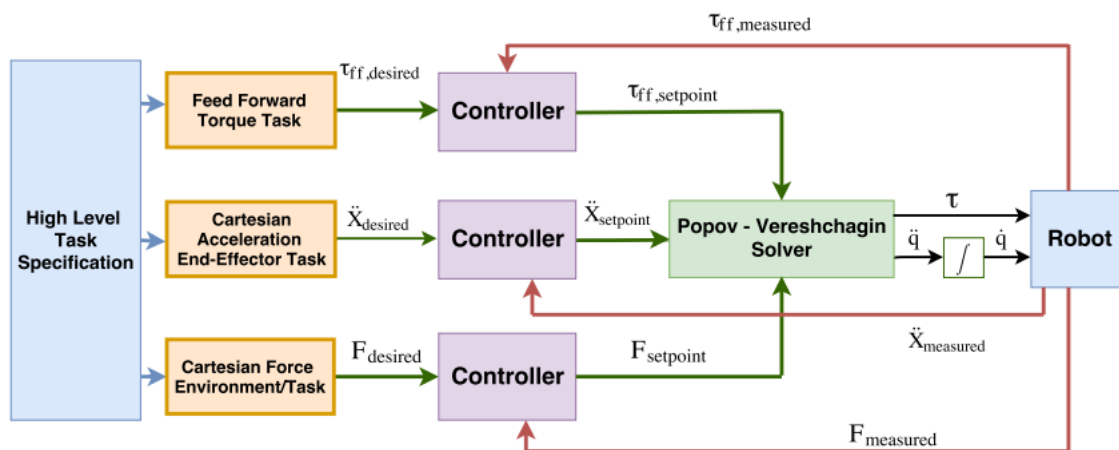 τff,measured
τff,desired
Feed Forward
Torque Task
Controller
τff,setpoint
High Level
Task
Specification
Cartesian
Acceleration
End-Effector Task
Ẍdesired
Controller
Ẍsetpoint
Popov - Vereshchagin
Solver
τ
q̈
∫
q̇
Robot
Ẍmeasured
Cartesian Force
Environment/Task
Fdesired
Controller
Fsetpoint
Fmeasured